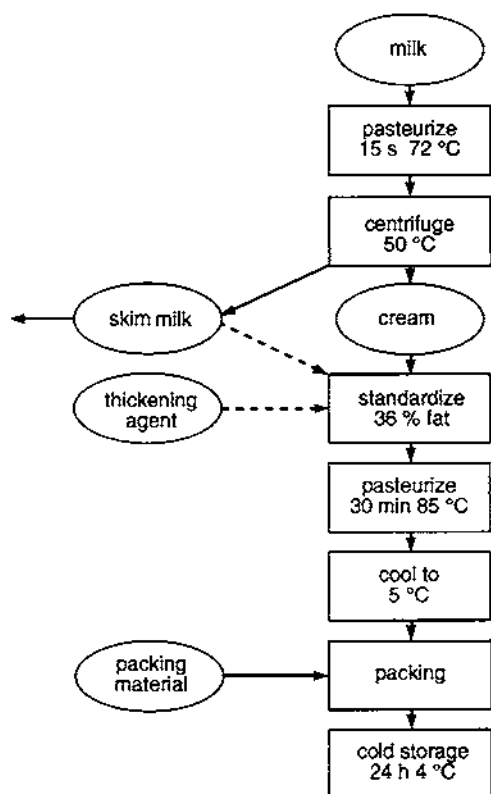 milk
pasteurize
15 s 72 °C
centrifuge
50 °C
skim milk
cream
thickening
agent
standardize
36 % fat
pasteurize
30 min 85 °C
cool to
5 °C
packing
material
packing
cold storage
24 h 4 °C